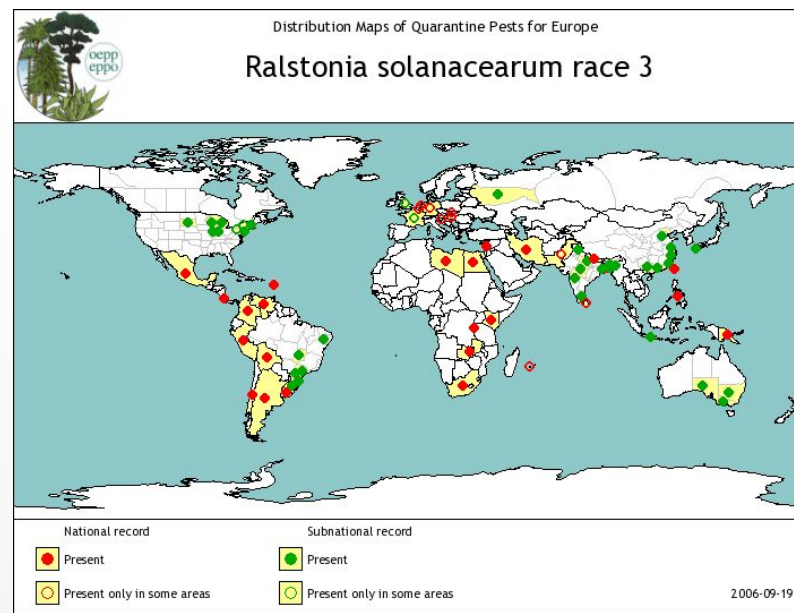 Distribution Maps of Quarantine Pests for Europe
oepp
eppo
Ralstonia solanacearum race 3
National record
Subnational record
Present
Present
Present only in some areas
Present only in some areas
2006-09-19